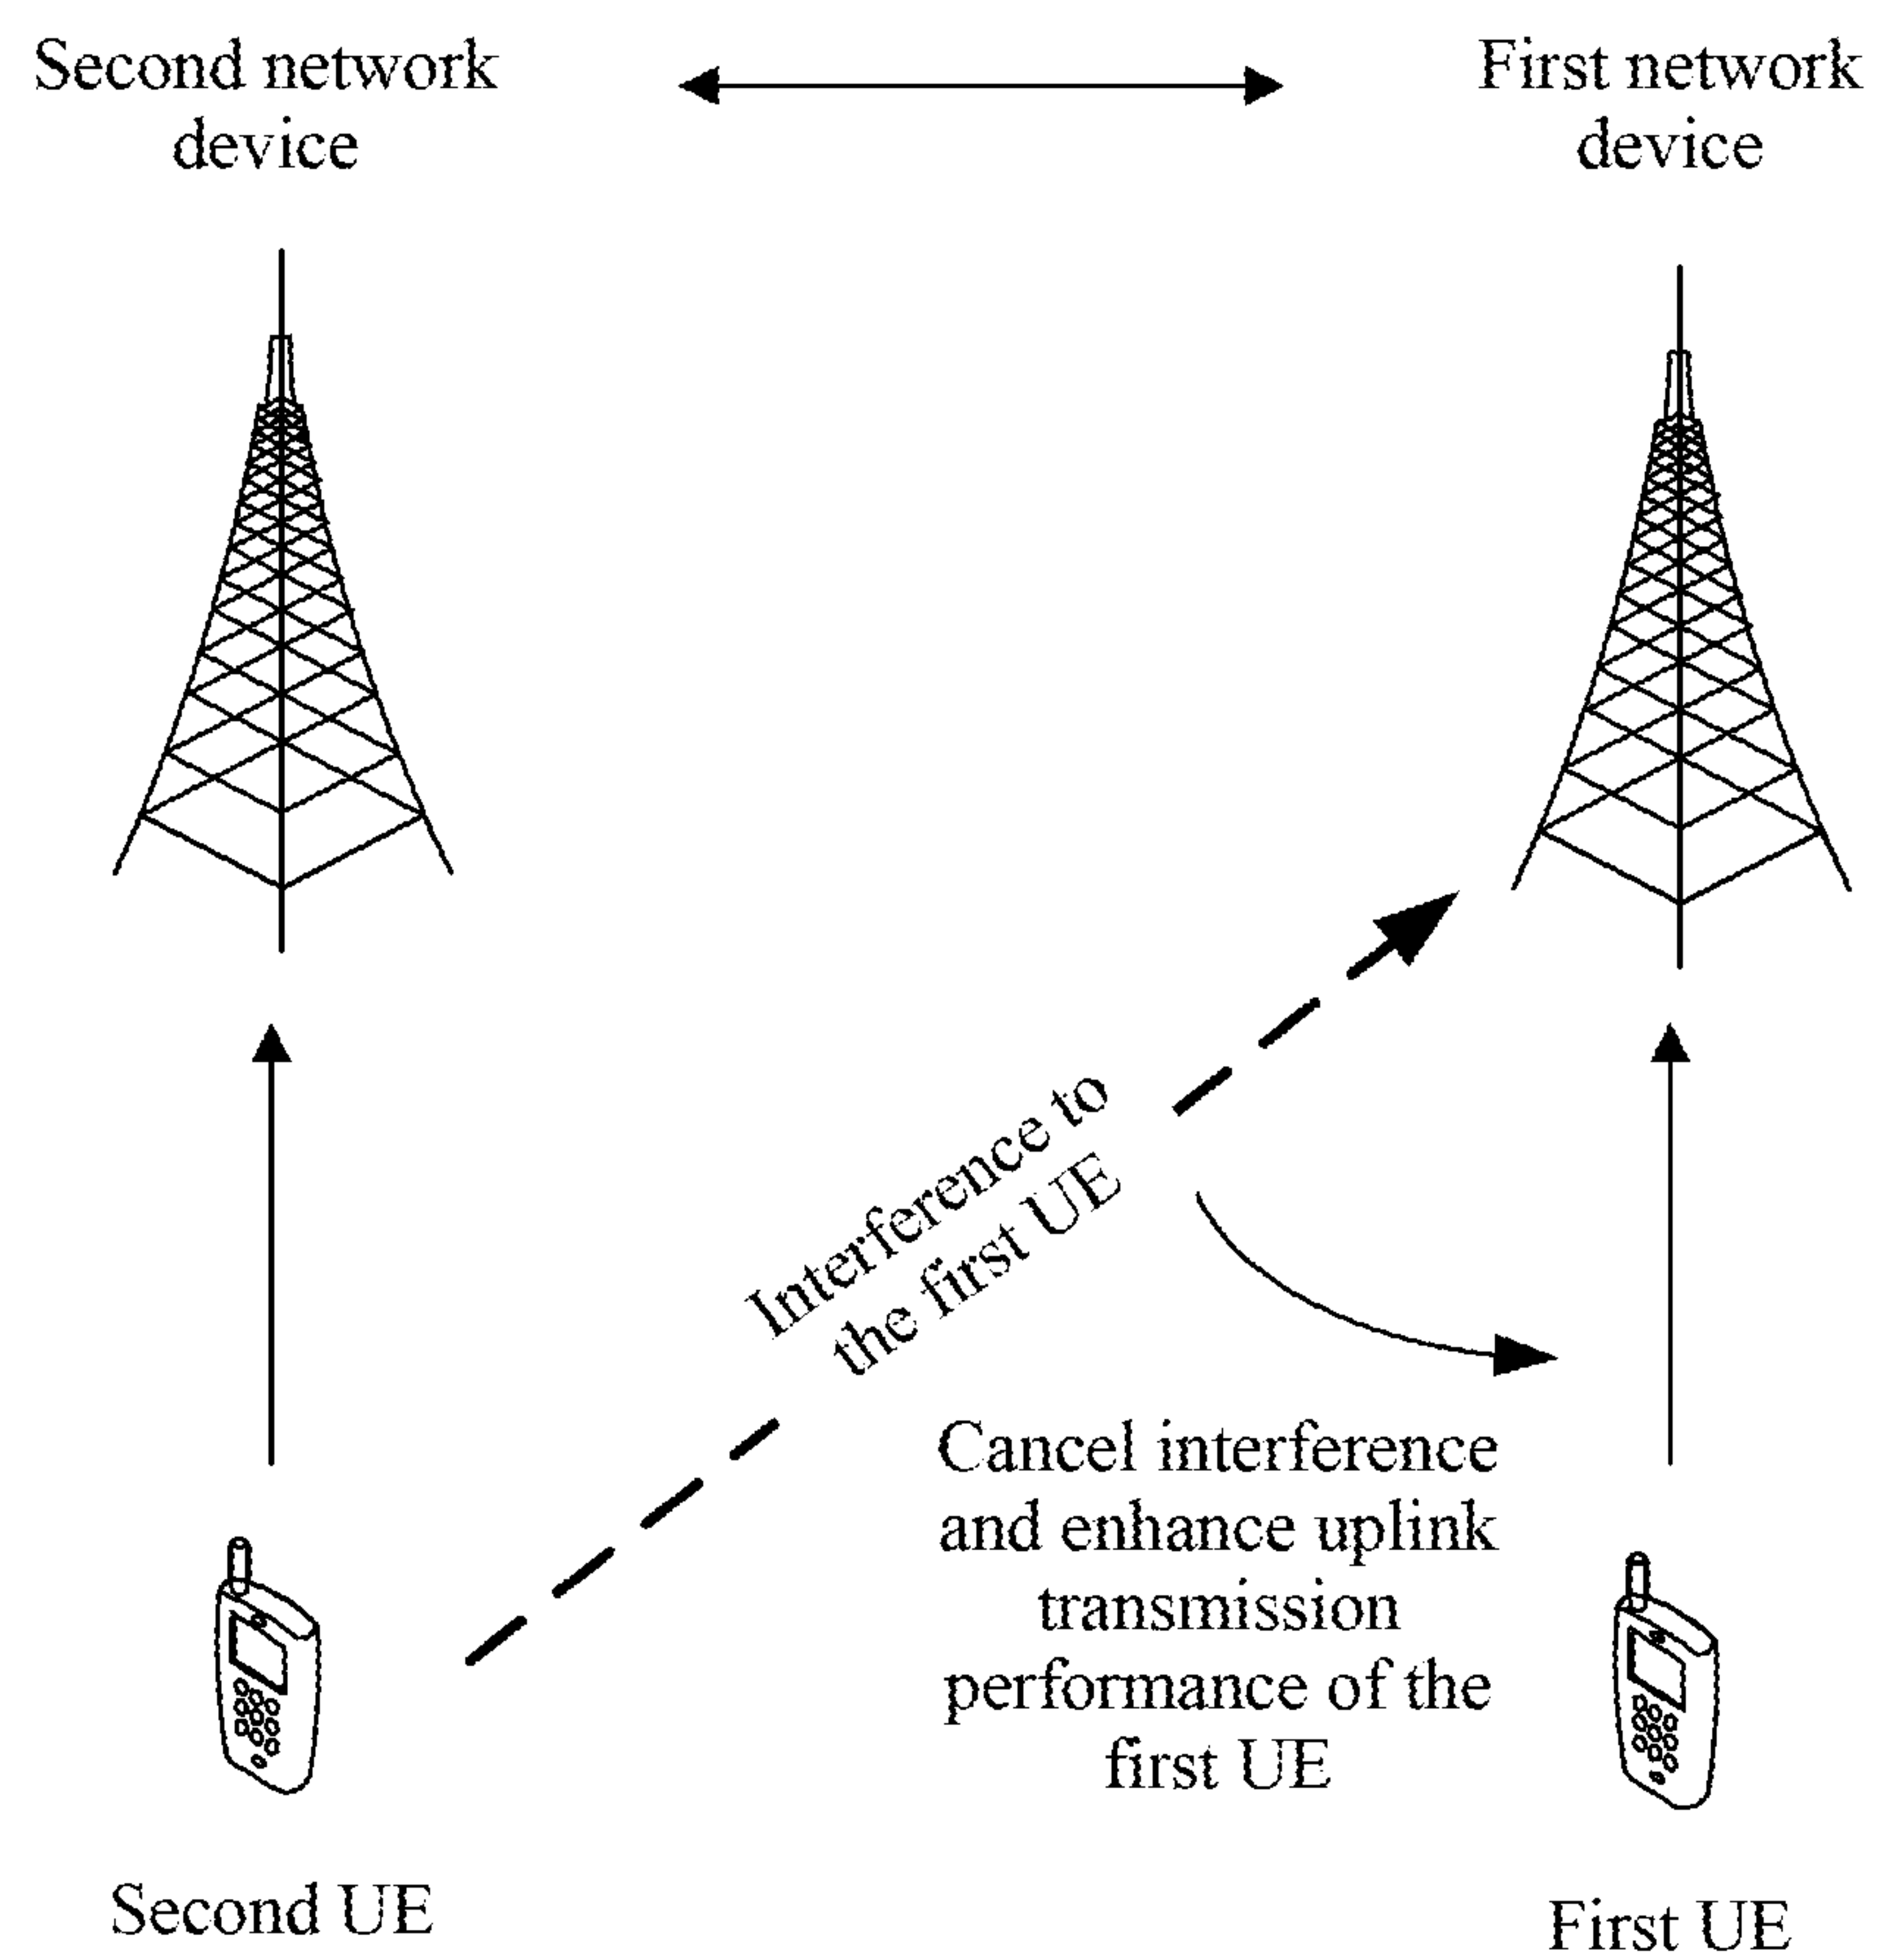 Second network
device
First network
device
Interference to
the first UE
Cancel interference
and enhance uplink
transmission
performance of the
first UE
Second UE
First UE